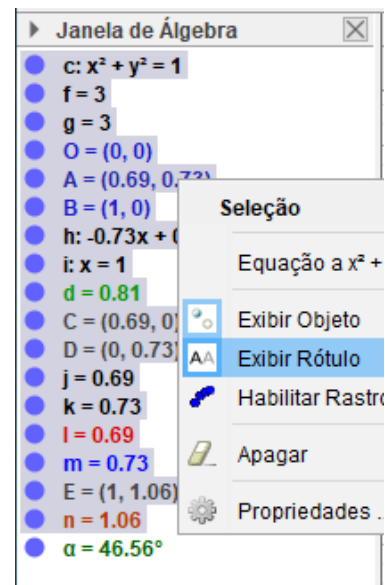 Janela de Álgebra
c: x² + y² = 1
f = 3
g = 3
O = (0, 0)
A = (0.69, 0.73)
B = (1, 0)
h: -0.73x +
i: x = 1
d = 0.81
C = (0.69, 0)
D = (0, 0.73)
j = 0.69
k = 0.73
l = 0.69
m = 0.73
E = (1, 1.06)
n = 1.06
α = 46.56°
Seleção
Equação a x² +
Exibir Objeto
AA Exibir Rótulo
Habilitar Rastro
Apagar
Propriedades ..